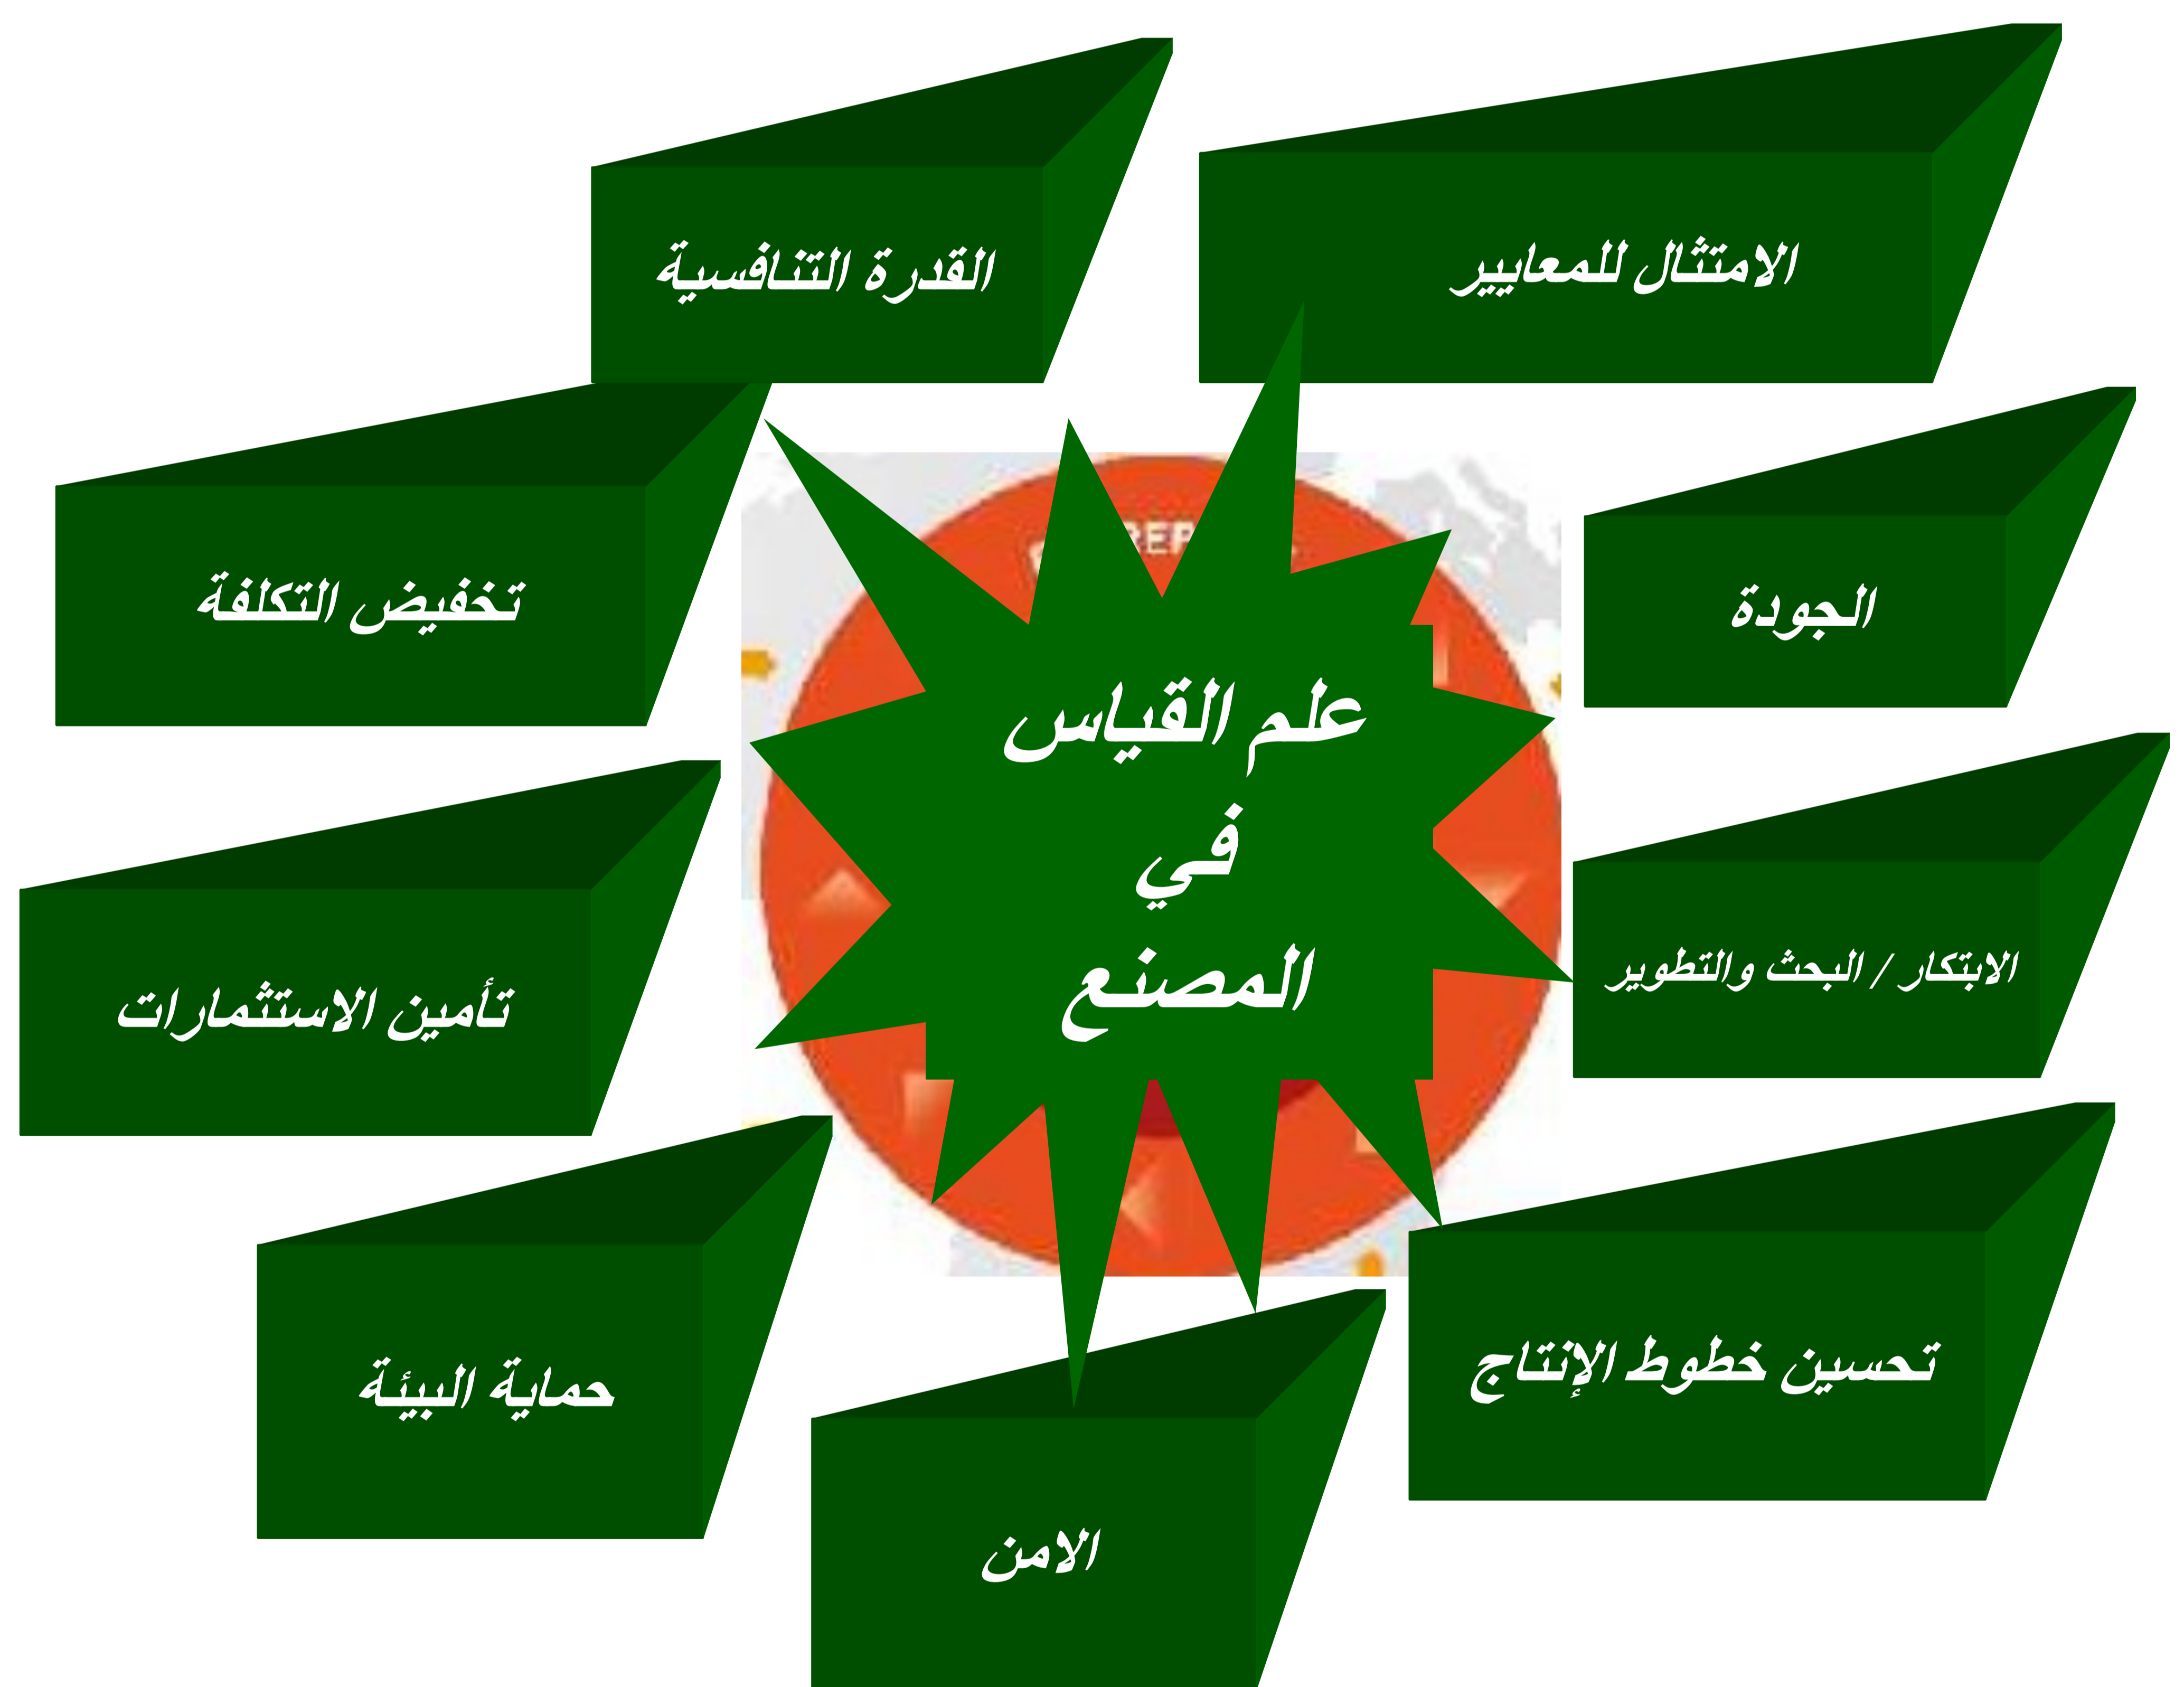 الامتثال للمعايير
القدرة التنافسية
الجودة
تخفيض التكلفة
علم القياس
في
المصنع
الابتكار / البحث والتطوير
تأمين الاستثمارات
تحسين خطوط الإنتاج
حماية البيئة
الامن